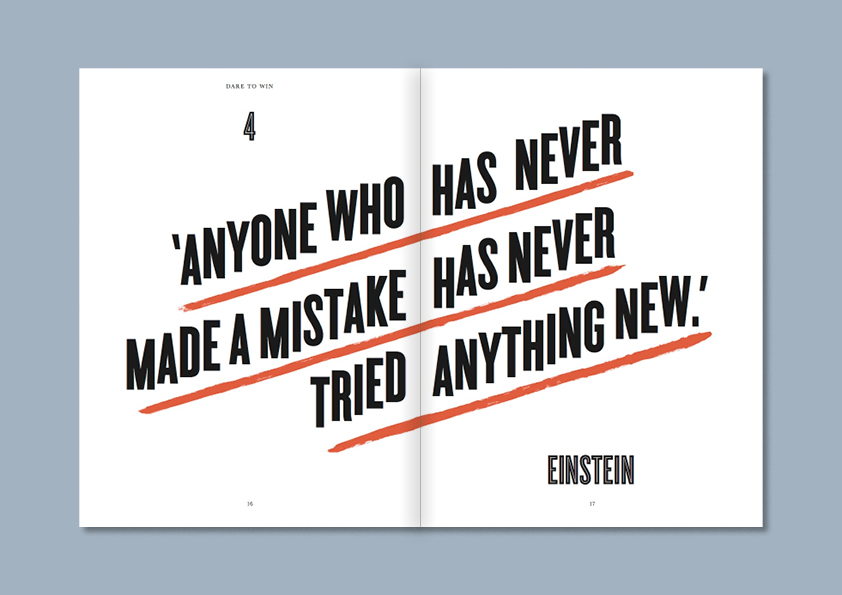 DARE TO WIN
4
‘ANYONE WHO HAS NEVER
MADE A MISTAKE HAS NEVER
TRIED ANYTHING NEW.’
EINSTEIN
16
17